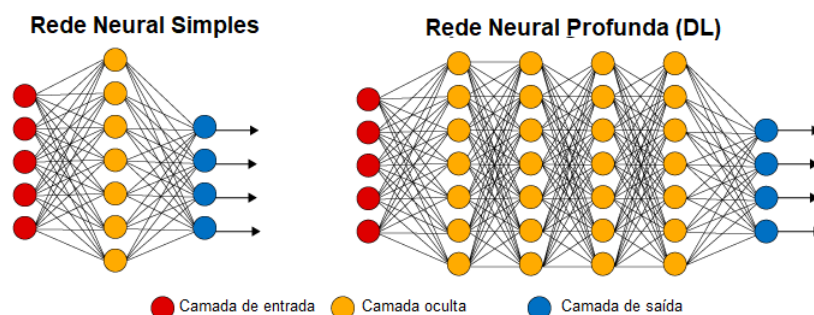 Rede Neural Simples
Rede Neural Profunda (DL)
Camada de entrada
Camada oculta
Camada de saída